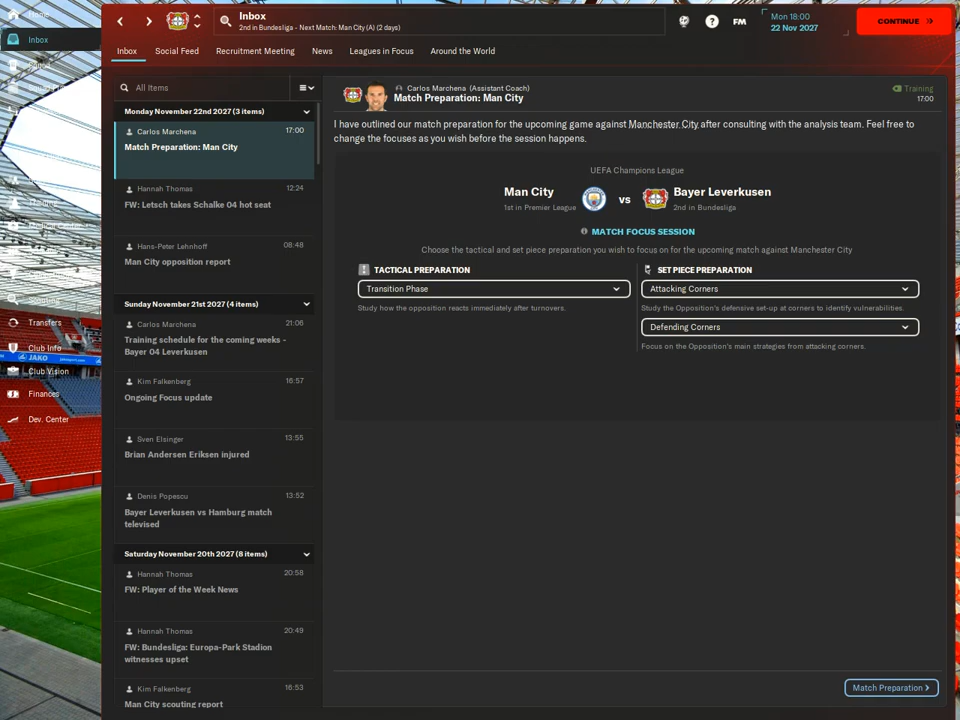 Home
Inbox
2nd in Bundesliga - Next Match: Man City (A) (2 days)
FM
Mon 18:00
22 Nov 2027
CONTINUE
Inbox
Inbox
Social Feed
Recruitment Meeting
News
Leagues in Focus
Around the World
All Items
Monday November 22nd 2027 (3 items)
Carlos Marchena
17:00
Match Preparation: Man City
Hannah Thomas
12:24
FW: Letsch takes Schalke 04 hot seat
Hans-Peter Lehnhoff
08:48
Man City opposition report
Sunday November 21st 2027 (4 items)
Carlos Marchena
21:06
Training schedule for the coming weeks -
Bayer 04 Leverkusen
Kim Falkenberg
16:57
Ongoing Focus update
Sven Elsinger
13:55
Brian Andersen Eriksen injured
Denis Popescu
13:52
Bayer Leverkusen vs Hamburg match
televised
Saturday November 20th 2027 (8 items)
Hannah Thomas
20:58
FW: Player of the Week News
Hannah Thomas
20:49
FW: Bundesliga: Europa-Park Stadion
witnesses upset
Kim Falkenberg
16:53
Man City scouting report
Transfers
Club Info
JAKO
Club Vision
Finances
Dev. Center
Carlos Marchena (Assistant Coach)
Match Preparation: Man City
Training
17:00
I have outlined our match preparation for the upcoming game against Manchester City after consulting with the analysis team. Feel free to
change the focuses as you wish before the session happens.
UEFA Champions League
Man City
1st in Premier League
vs
Bayer Leverkusen
2nd in Bundesliga
MATCH FOCUS SESSION
Choose the tactical and set piece preparation you wish to focus on for the upcoming match against Manchester City
TACTICAL PREPARATION
Transition Phase
Study how the opposition reacts immediately after turnovers.
SET PIECE PREPARATION
Attacking Corners
Study the Opposition's defensive set-up at corners to identify vulnerabilities.
Defending Corners
Focus on the Opposition's main strategies from attacking corners.
Match Preparation >